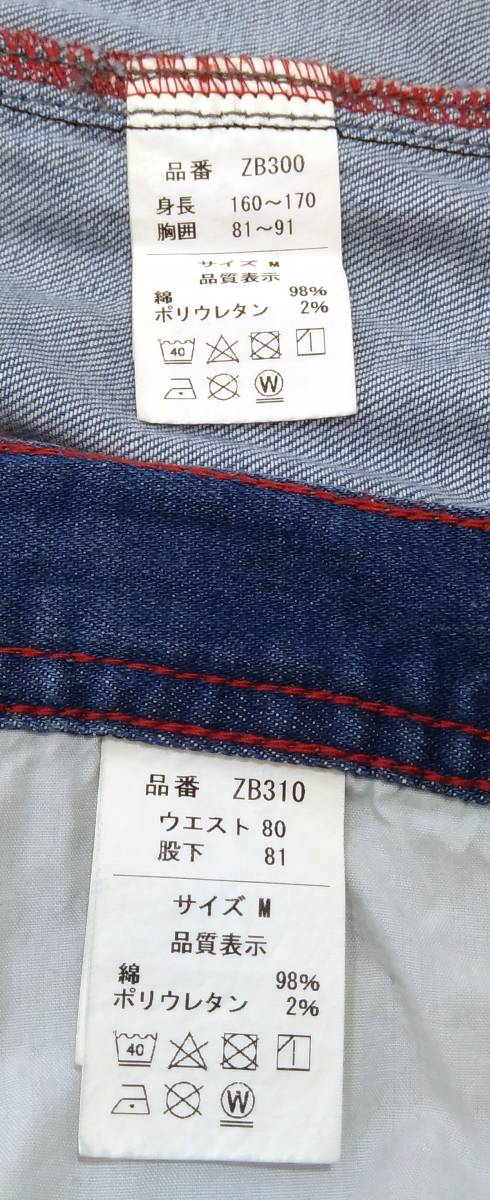 品番 ZB300
身長 160〜170
胸囲 81〜91
サイズ M
品質表示
綿 98%
ポリウレタン 2%
40
W
品番 ZB310
ウエスト 80
股下 81
サイズ M
品質表示
綿 98%
ポリウレタン 2%
40
W